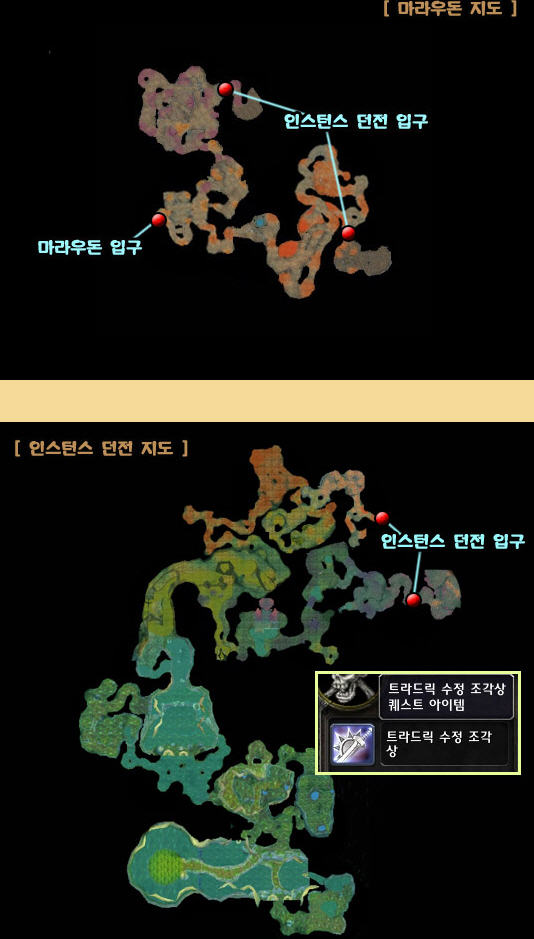 [ 마라우돈 지도 ]
인스턴스 던전 입구
마라우돈 입구
[ 인스턴스 던전 지도 ]
인스턴스 던전 입구
트라드릭 수정 조각상
퀘스트 아이템
트라드릭 수정 조각
상